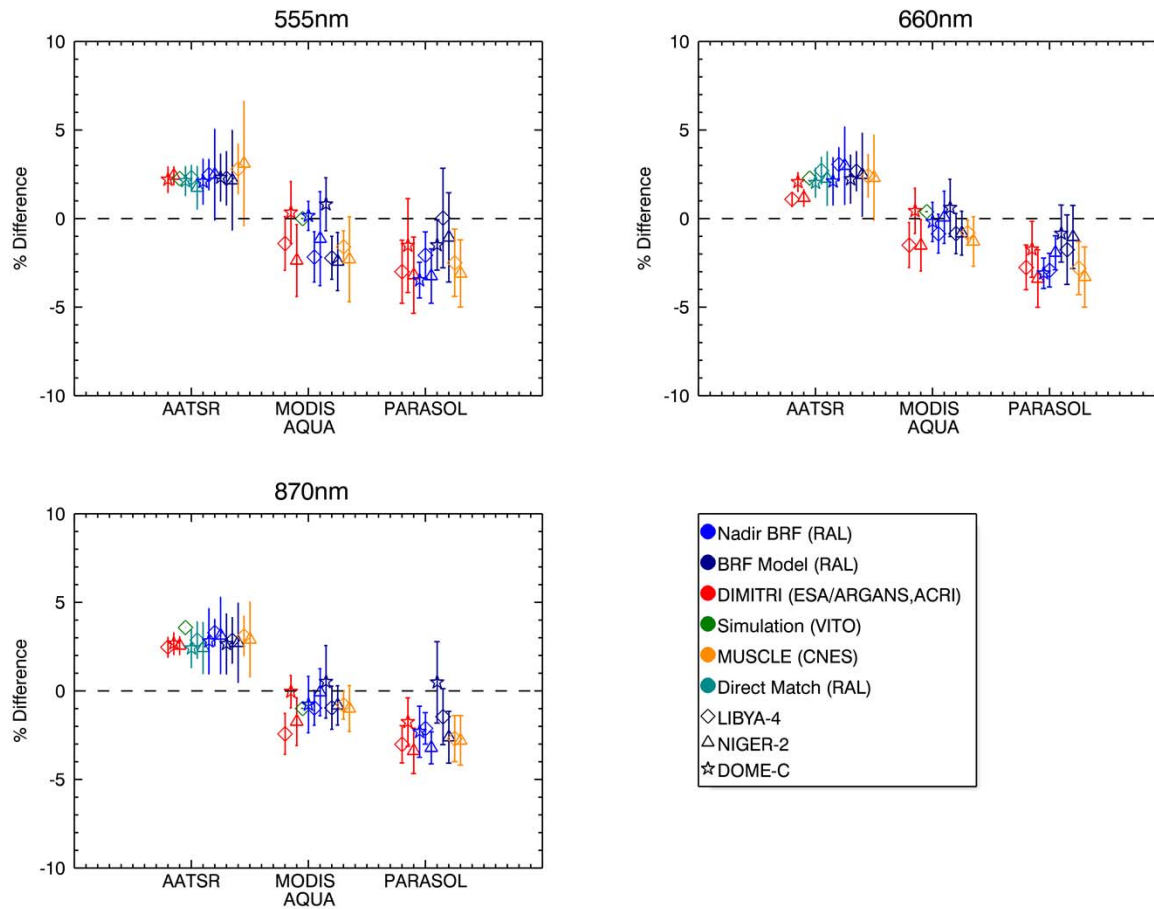 555nm
10
5
0
-5
-10
% Difference
AATSR
MODIS
AQUA
PARASOL
660nm
10
5
0
-5
-10
% Difference
AATSR
MODIS
AQUA
PARASOL
870nm
10
5
0
-5
-10
% Difference
AATSR
MODIS
AQUA
PARASOL
Nadir BRF (RAL)
BRF Model (RAL)
DIMITRI (ESA/ARGANS,ACRI)
Simulation (VITO)
MUSCLE (CNES)
Direct Match (RAL)
LIBYA-4
NIGER-2
DOME-C